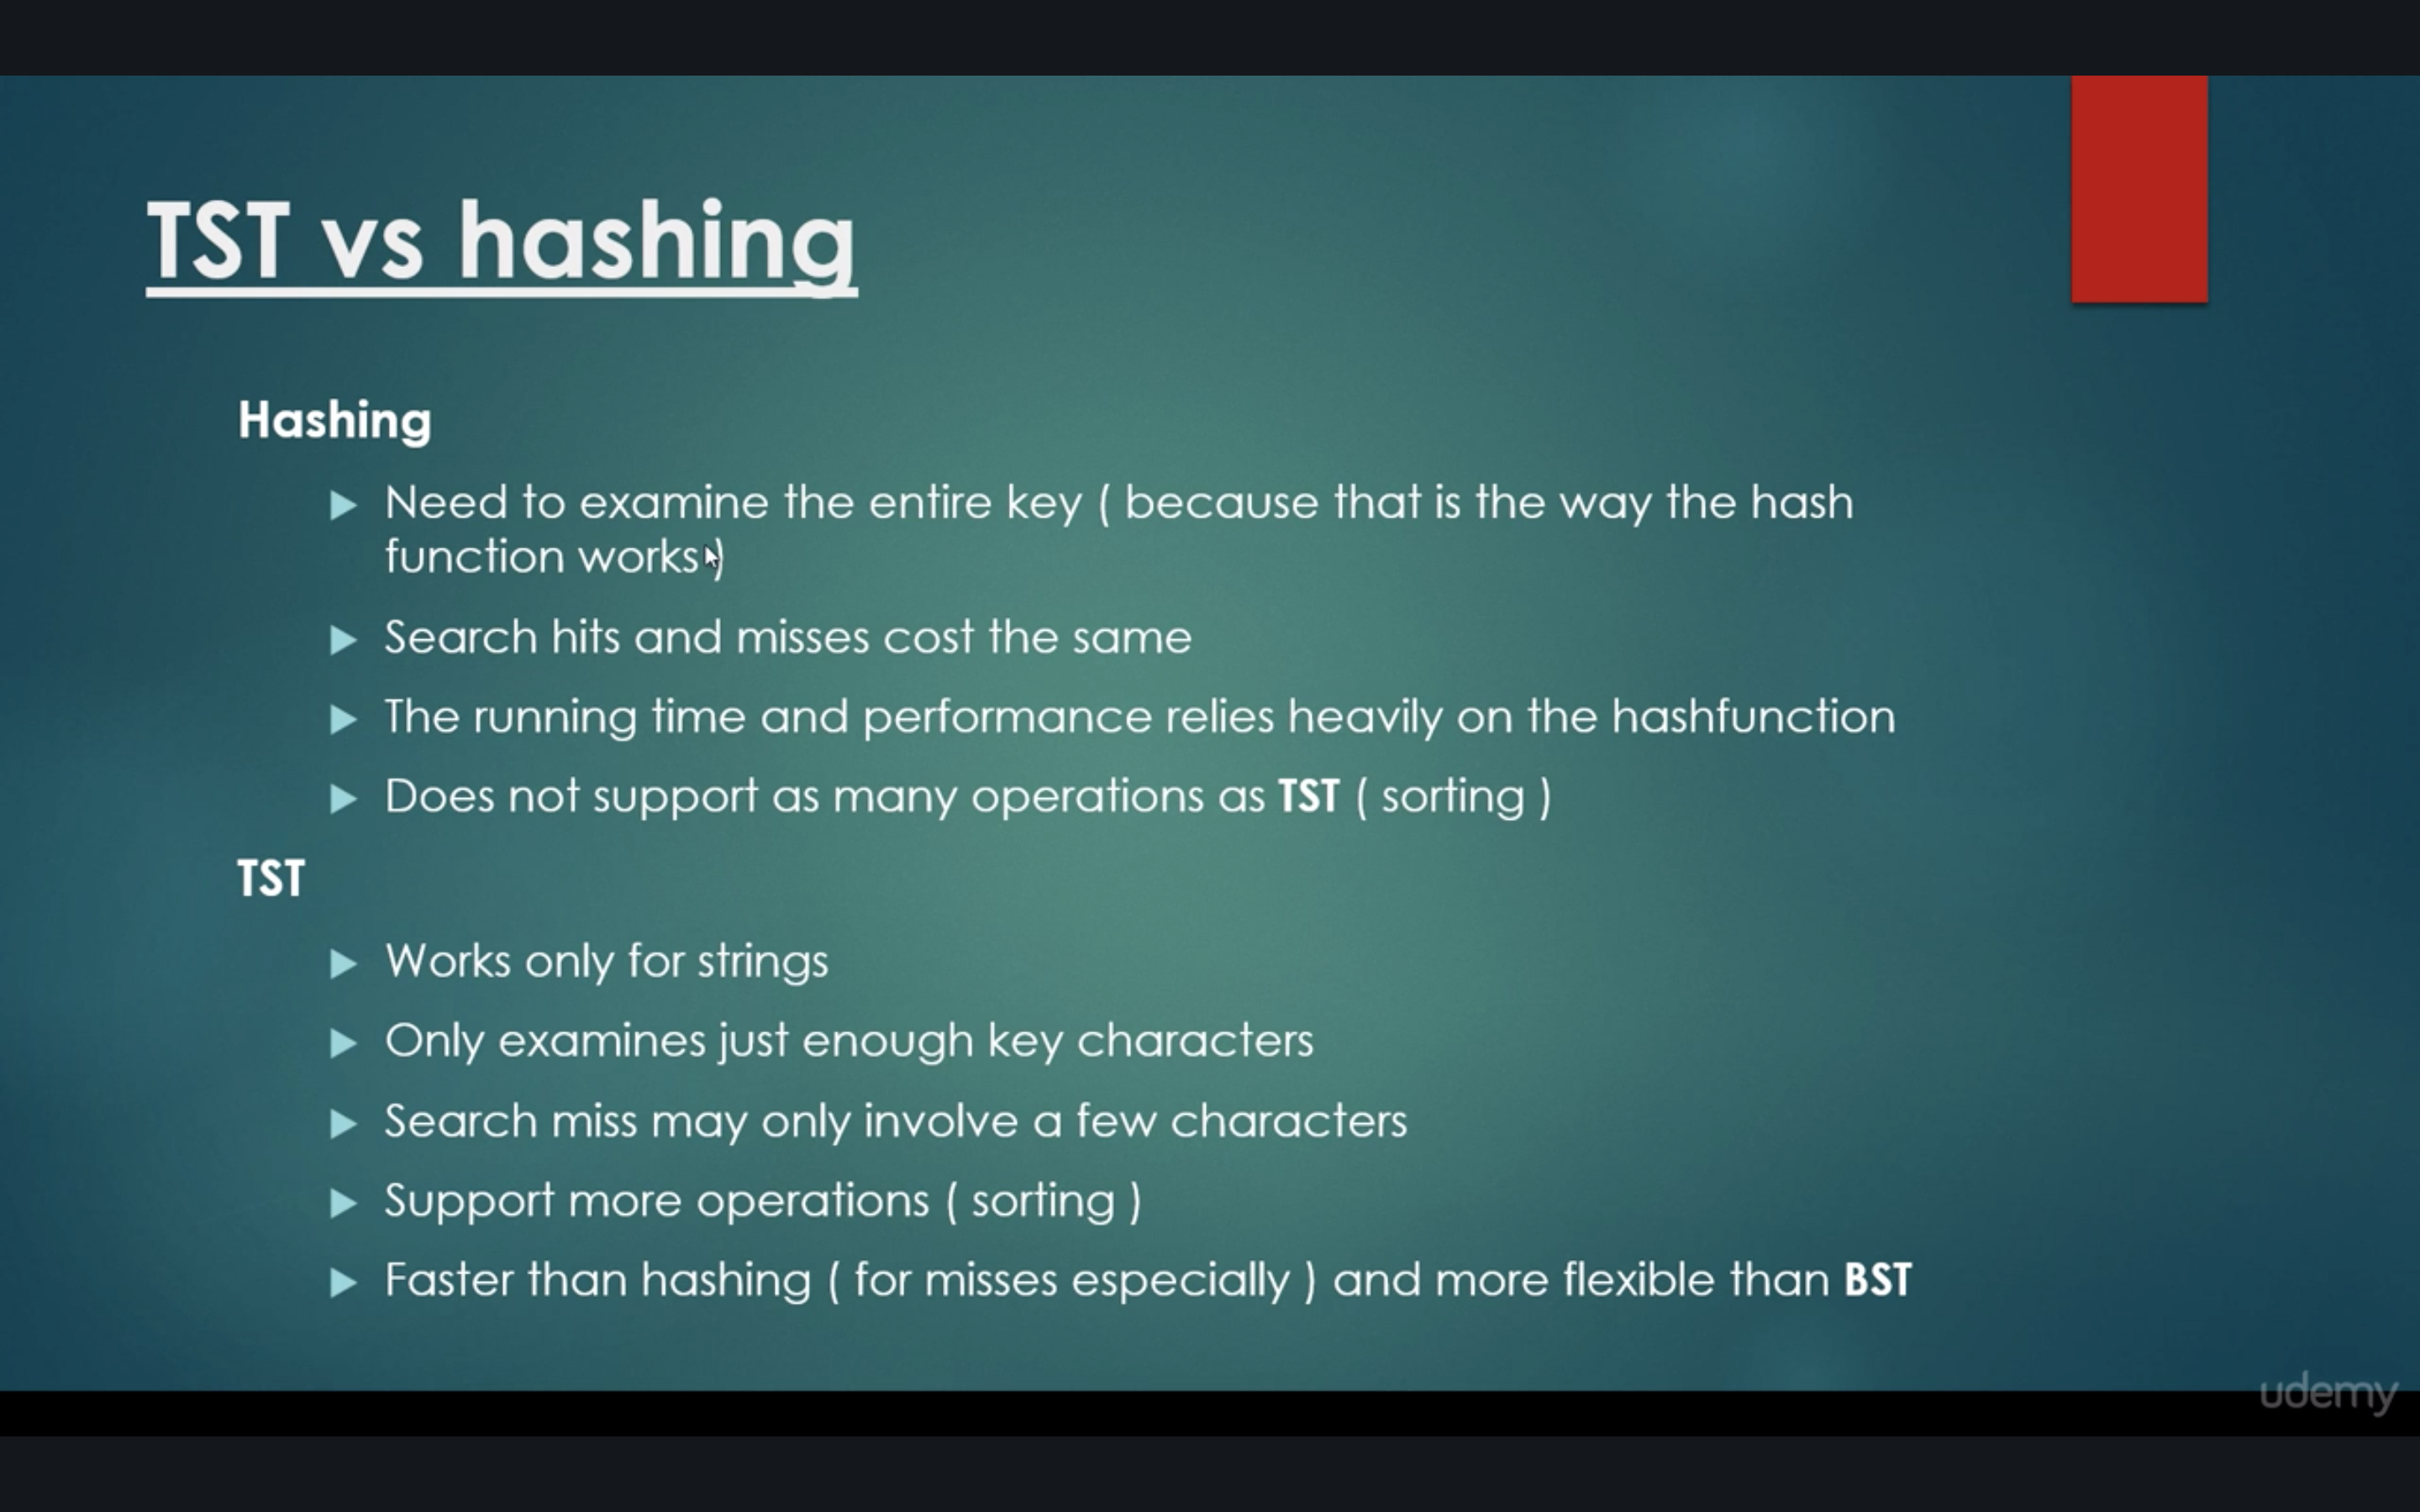 TST vs hashing
Hashing
Need to examine the entire key ( because that is the way the hash
function works )
Search hits and misses cost the same
The running time and performance relies heavily on the hashfunction
Does not support as many operations as TST ( sorting )
TST
Works only for strings
Only examines just enough key characters
Search miss may only involve a few characters
Support more operations ( sorting )
Faster than hashing ( for misses especially ) and more flexible than BST
udemy